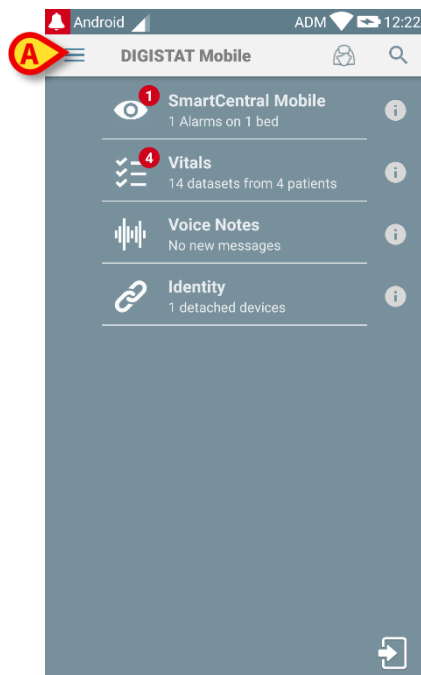 Android ADM 12:22
A
DIGISTAT Mobile
1
SmartCentral Mobile
1 Alarms on 1 bed
4
Vitals
14 datasets from 4 patients
Voice Notes
No new messages
Identity
1 detached devices